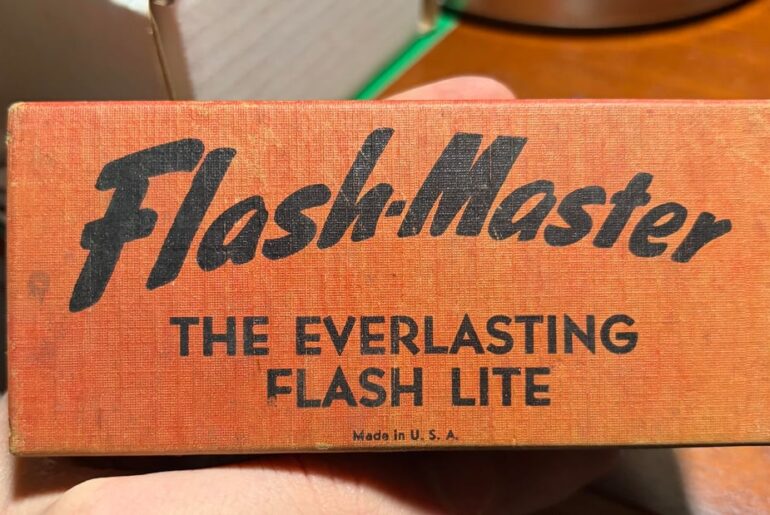 Flash-Master
THE EVERLASTING
FLASH LITE
Made in U. S. A.